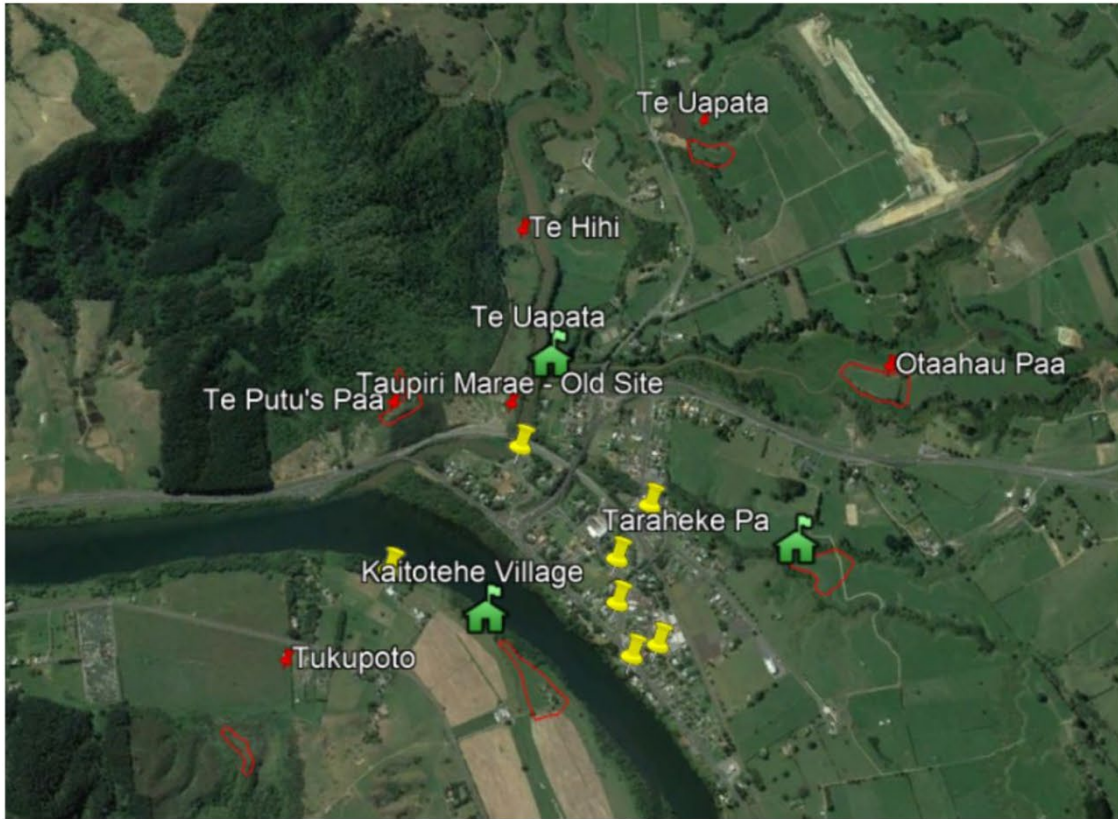 Te Uapata
Te Hihi
Te Uapata
Otaahau Paa
Taupiri Marae - Old Site
Te Putu's Paa
Taraheke Pa
Kaitotehe Village
Tukupoto